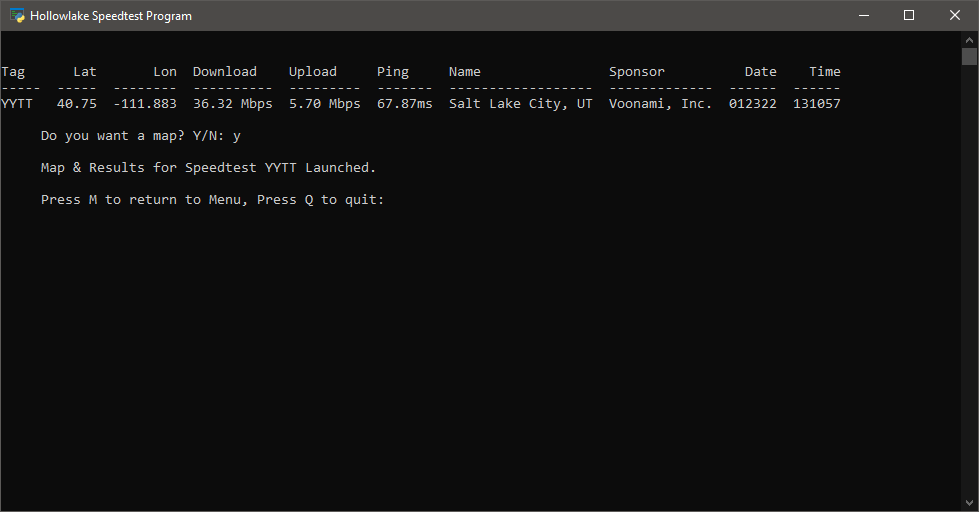 Hollowlake Speedtest Program
Tag Lat Lon Download Upload Ping Name Sponsor Date Time
----- ----- -------- ---------- --------- ------- ------------------ ------------- ------ ------
YYTT 40.75 -111.883 36.32 Mbps 5.70 Mbps 67.87ms Salt Lake City, UT Voonami, Inc. 012322 131057
Do you want a map? Y/N: y
Map & Results for Speedtest YYTT Launched.
Press M to return to Menu, Press Q to quit: